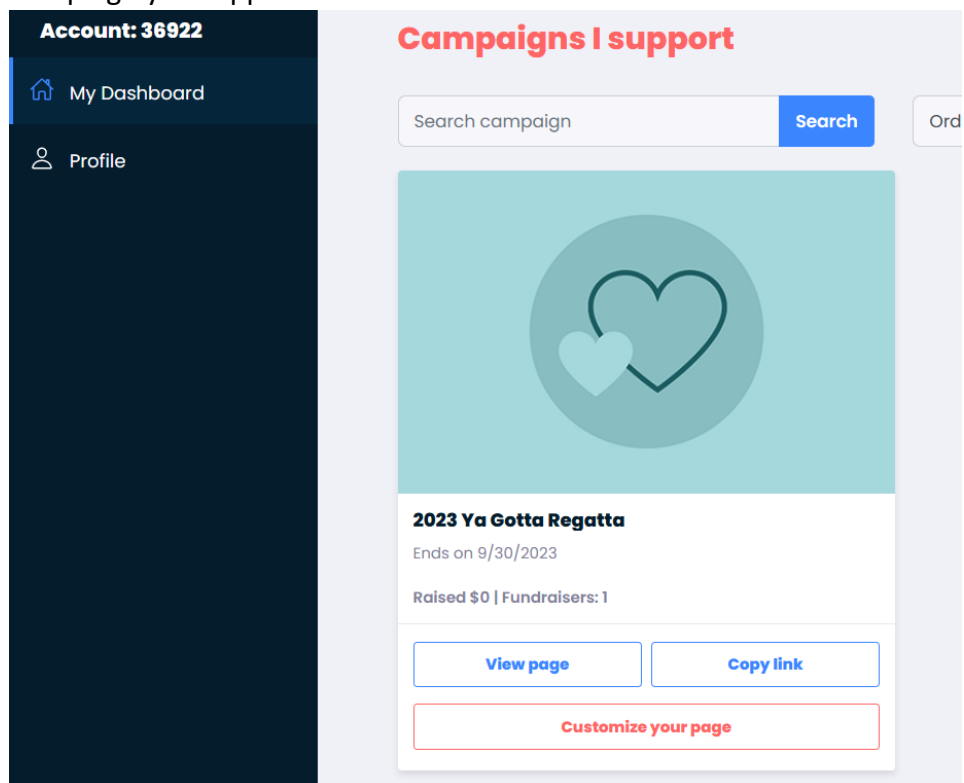 Account: 36922
My Dashboard
Profile
Campaigns I support
Search campaign
Search
Ord
2023 Ya Gotta Regatta
Ends on 9/30/2023
Raised $0 | Fundraisers: 1
View page
Copy link
Customize your page